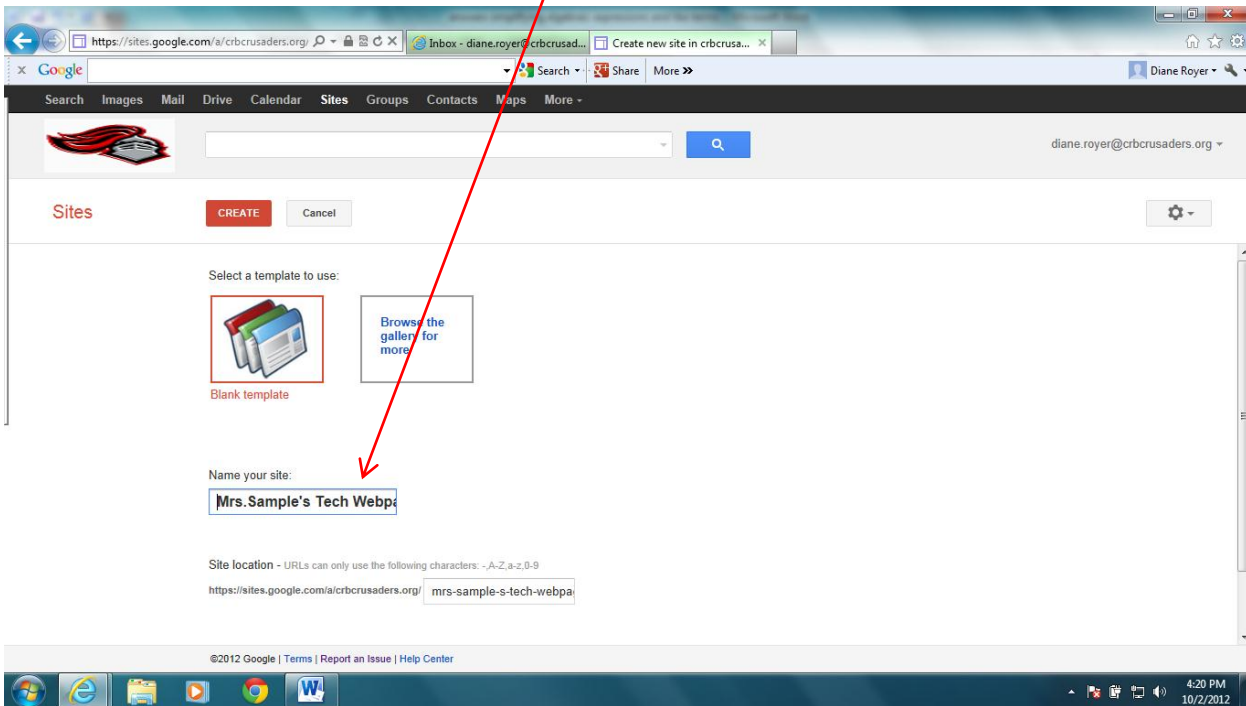 https://sites.google.com/a/crbcrusaders.org/
Inbox - diane.royer@crbcrusad...
Create new site in crbcrusa...
x Google
Search
Share
More »
Diane Royer
Search Images Mail Drive Calendar Sites Groups Contacts Maps More
diane.royer@crbcrusaders.org
Sites
CREATE
Cancel
Select a template to use:
Browse the
gallery for
more
Blank template
Name your site:
Mrs.Sample's Tech Webpa
Site location - URLs can only use the following characters: -,A-Z,a-z,0-9
https://sites.google.com/a/crbcrusaders.org/ mrs-sample-s-tech-webpa
©2012 Google | Terms | Report an Issue | Help Center
4:20 PM
10/2/2012